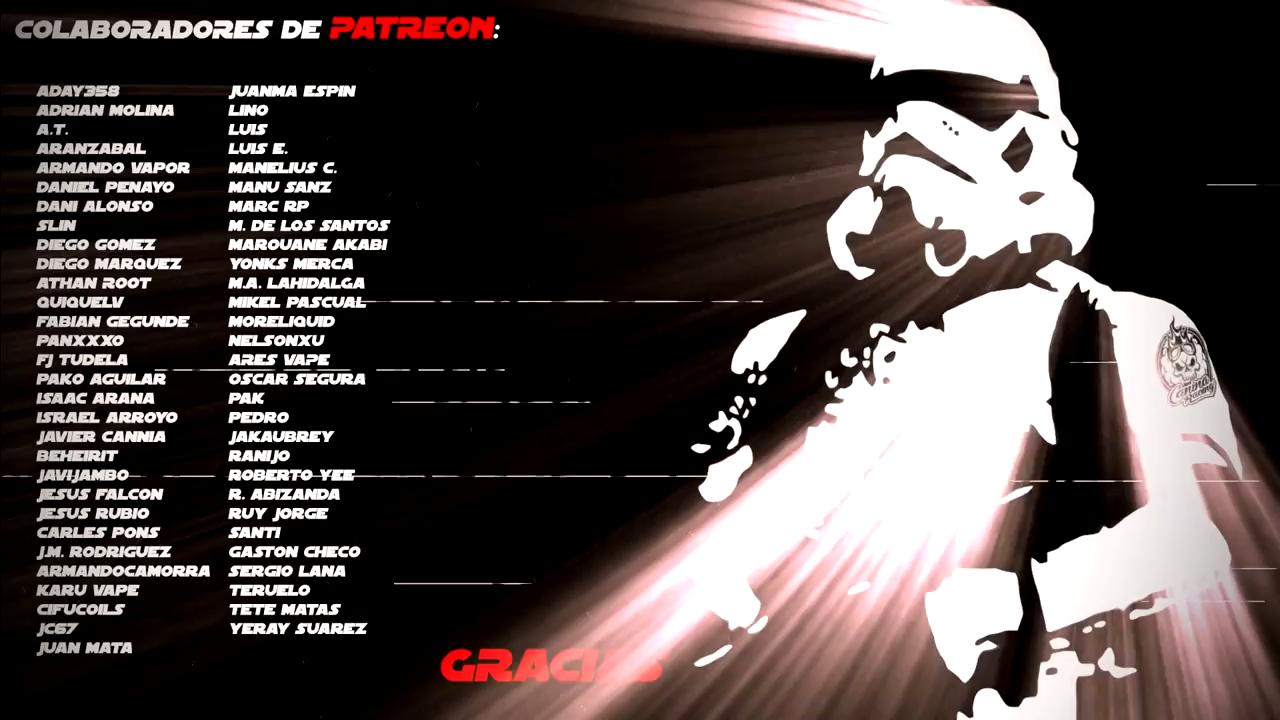 COLABORADORES DE PATREON:
ADAY358
ADRIAN MOLINA
A.T.
ARANZABAL
ARMANDO VAPOR
DANIEL PENAYO
DANI ALONSO
SLIN
DIEGO GOMEZ
DIEGO MARQUEZ
ATHAN ROOT
QUIQUELV
FABIAN GEGUNDE
PANXXXO
FJ TUDELA
PAKO AGUILAR
ISAAC ARANA
ISRAEL ARROYO
JAVIER CANNIA
BEHEIRIT
JAVIJAMBO
JESUS FALCON
JESUS RUBIO
CARLES PONS
J.M. RODRIGUEZ
ARMANDOCAMORRA
KARU VAPE
CIFUCOILS
JC67
JUAN MATA
JUANMA ESPIN
LINO
LUIS
LUIS E.
MANELIUS C.
MANU SANZ
MARC RP
M. DE LOS SANTOS
MAROUANE AKABI
YONKS MERCA
M.A. LAHIDALGA
MIKEL PASCUAL
MORELIQUID
NELSONXU
ARES VAPE
OSCAR SEGURA
PAK
PEDRO
JAKAUBREY
RANIJO
ROBERTO YEE
R. ABIZANDA
RUY JORGE
SANTI
GASTON CHECO
SERGIO LANA
TERUELO
TETE MATAS
YERAY SUAREZ
GRACIAS